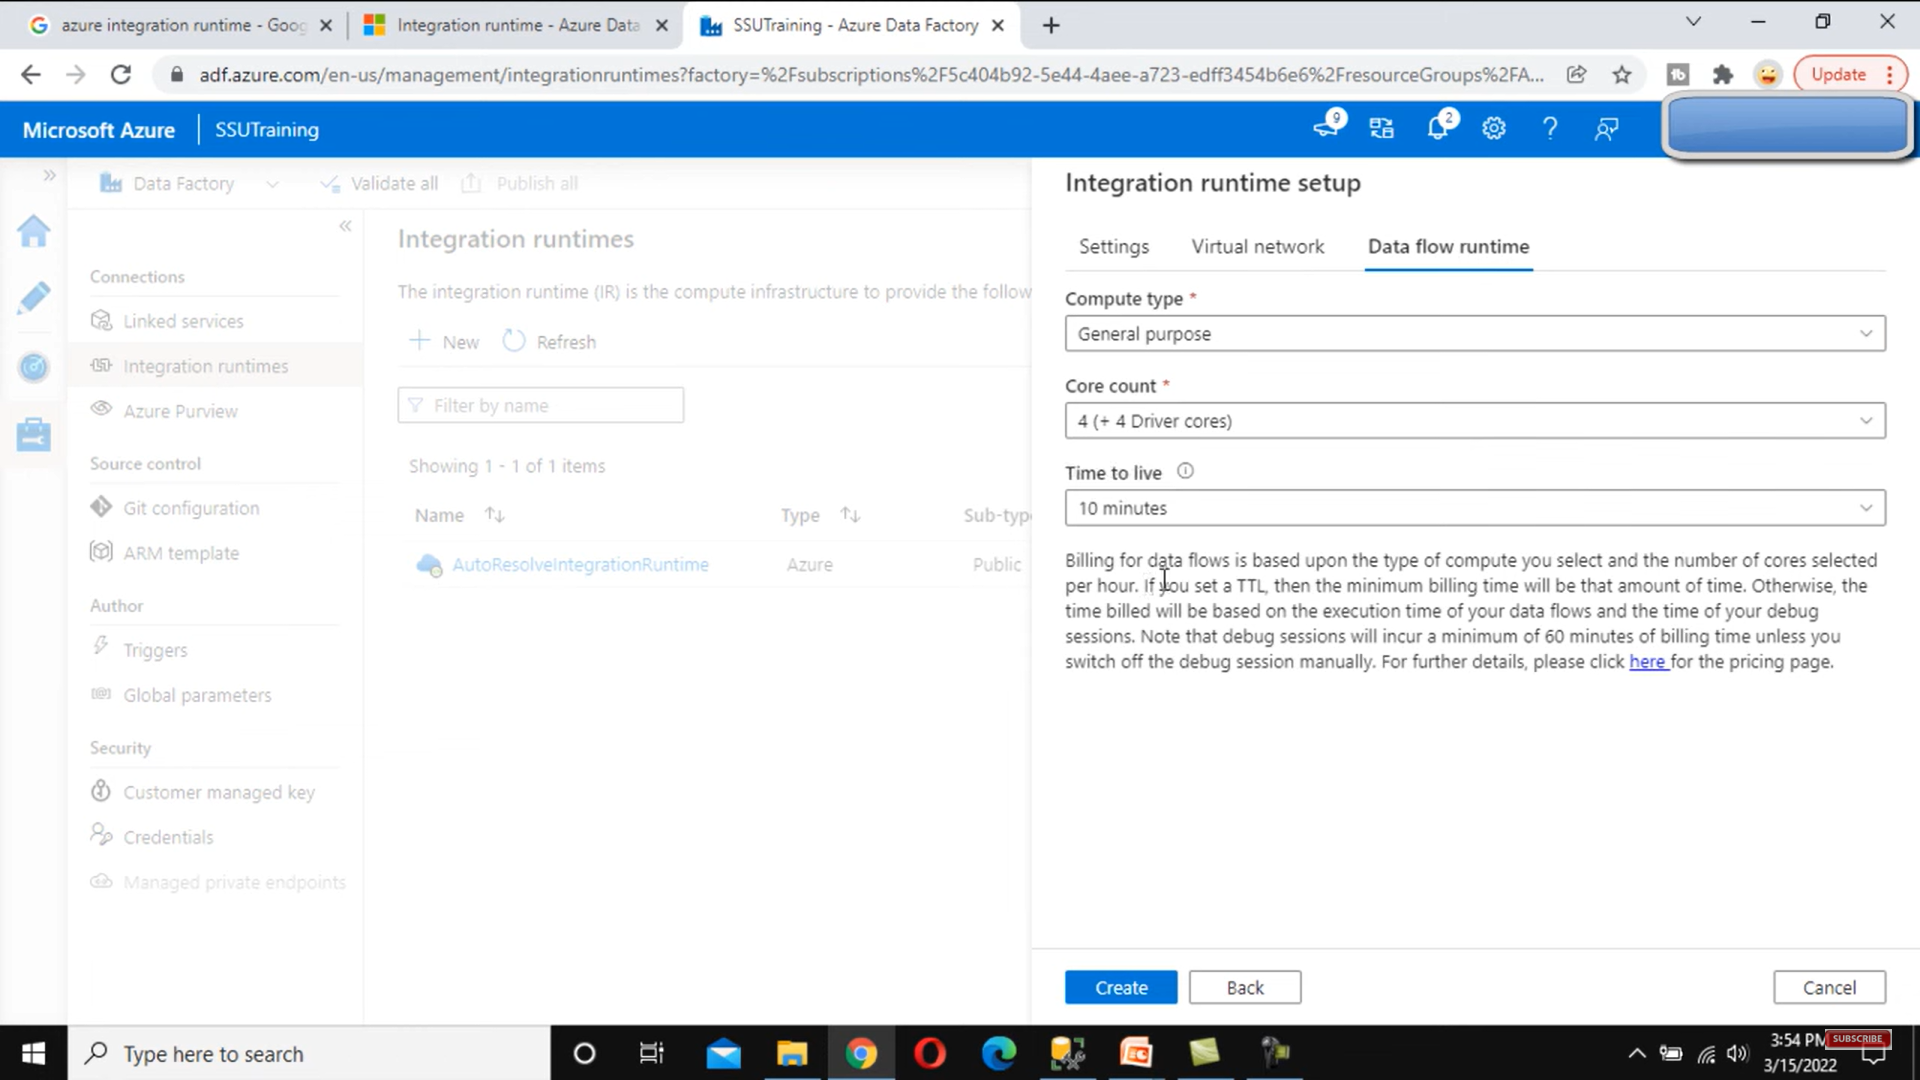 azure integration runtime - Goog
Integration runtime - Azure Data
SSUTraining - Azure Data Factory
adf.azure.com/en-us/management/integrationruntimes?factory=%2Fsubscriptions%2F5c404b92-5e44-4aee-a723-edff3454b6e6%2FresourceGroups%2FA...
Update
Microsoft Azure
SSUTraining
9
2
Data Factory
Validate all
Publish all
Connections
Linked services
Integration runtimes
Azure Purview
Source control
Git configuration
ARM template
Author
Triggers
Global parameters
Security
Customer managed key
Credentials
Managed private endpoints
Integration runtimes
The integration runtime (IR) is the compute infrastructure to provide the follow
New
Refresh
Filter by name
Showing 1 - 1 of 1 items
Name
Type
Sub-type
AutoResolveIntegrationRuntime
Azure
Public
Integration runtime setup
Settings
Virtual network
Data flow runtime
Compute type *
General purpose
Core count *
4 (+ 4 Driver cores)
Time to live
10 minutes
Billing for data flows is based upon the type of compute you select and the number of cores selected
per hour. If you set a TTL, then the minimum billing time will be that amount of time. Otherwise, the
time billed will be based on the execution time of your data flows and the time of your debug
sessions. Note that debug sessions will incur a minimum of 60 minutes of billing time unless you
switch off the debug session manually. For further details, please click here for the pricing page.
Create
Back
Cancel
Type here to search
3:54 PM
3/15/2022
SUBSCRIBE